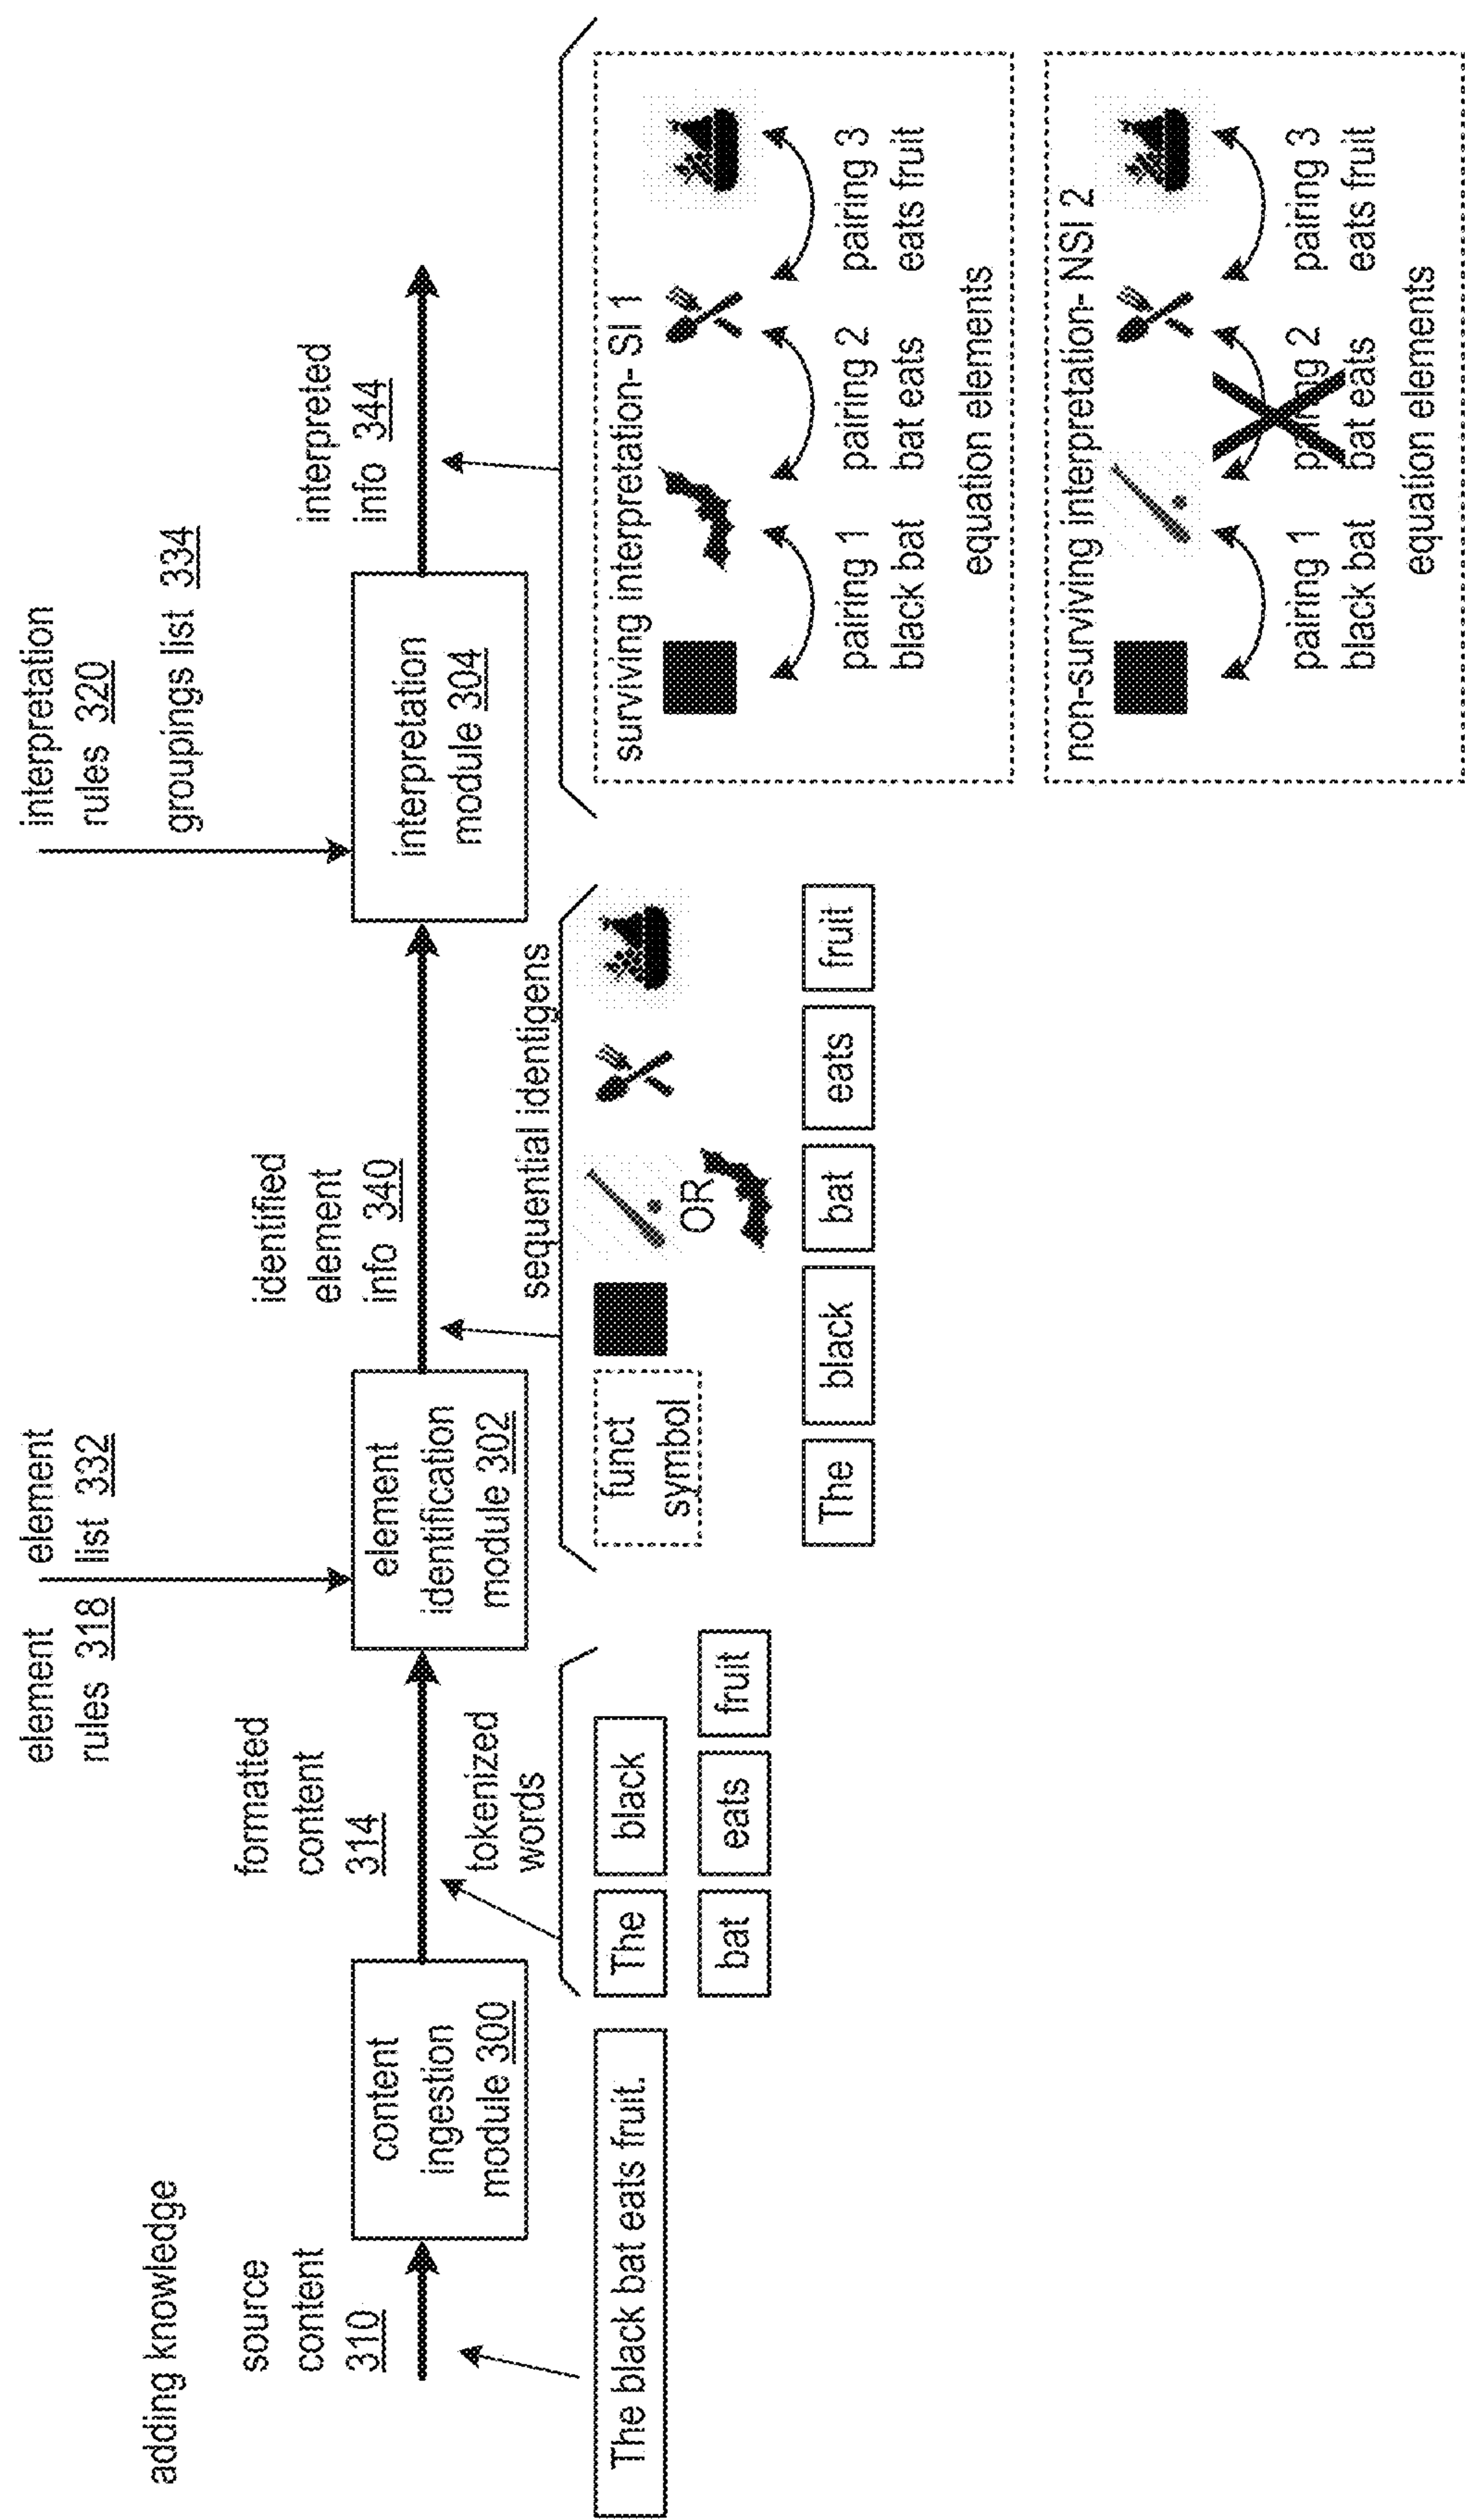 adding knowledge
source
content
310
content
ingestion
module 300
The black bat eats fruit.
formatted
content
314
tokenized
words
The
black
bat
eats
fruit
element
rules 318
element
list 332
element
identification
module 302
identified
element
info 340
sequential identigens
funct
symbol
OR
The
black
bat
eats
fruit
interpretation
rules 320
groupings list 334
interpretation
module 304
interpreted
info 344
surviving interpretation- SI 1
pairing 1
black bat
pairing 2
bat eats
pairing 3
eats fruit
equation elements
non-surviving interpretation- NSI 2
pairing 1
black bat
pairing 2
bat eats
pairing 3
eats fruit
equation elements